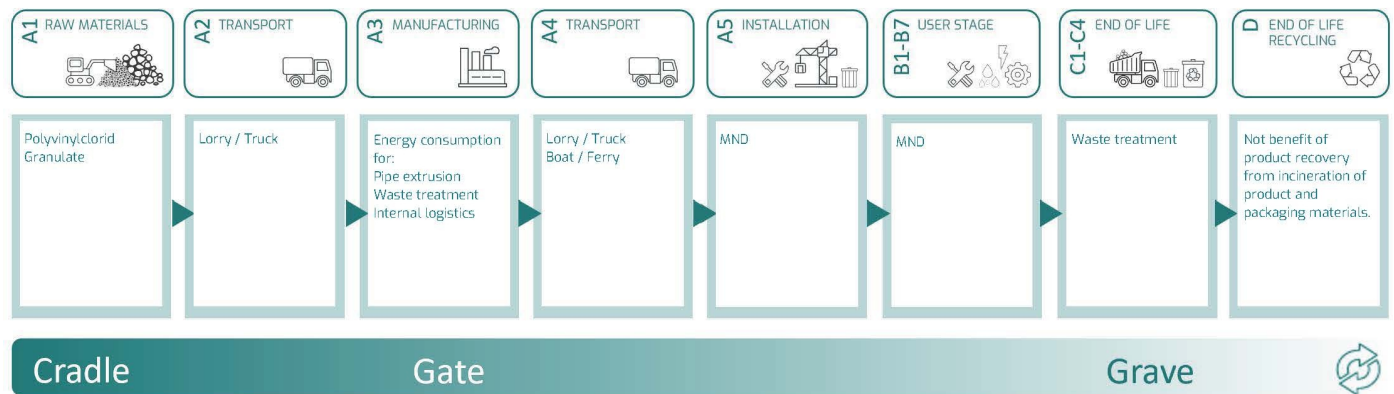 A1 RAW MATERIALS
A2 TRANSPORT
A3 MANUFACTURING
A4 TRANSPORT
A5 INSTALLATION
B1-B7 USER STAGE
C1-C4 END OF LIFE
D END OF LIFE
RECYCLING
Polyvinylclorid
Granulate
Lorry / Truck
Energy consumption
for:
Pipe extrusion
Waste treatment
Internal logistics
Lorry / Truck
Boat / Ferry
MND
MND
Waste treatment
Not benefit of
product recovery
from incineration of
product and
packaging materials.
Cradle
Gate
Grave